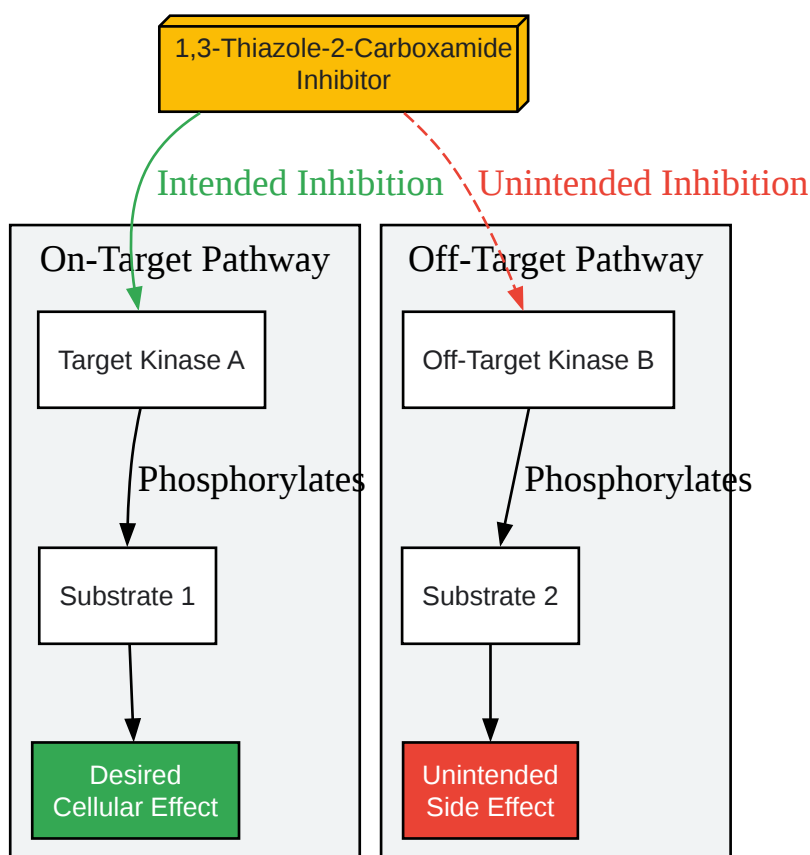 1,3-Thiazole-2-Carboxamide
Inhibitor
Intended Inhibition
Unintended Inhibition
On-Target Pathway
Off-Target Pathway
Target Kinase A
Off-Target Kinase B
Phosphorylates
Phosphorylates
Substrate 1
Substrate 2
Desired
Cellular Effect
Unintended
Side Effect